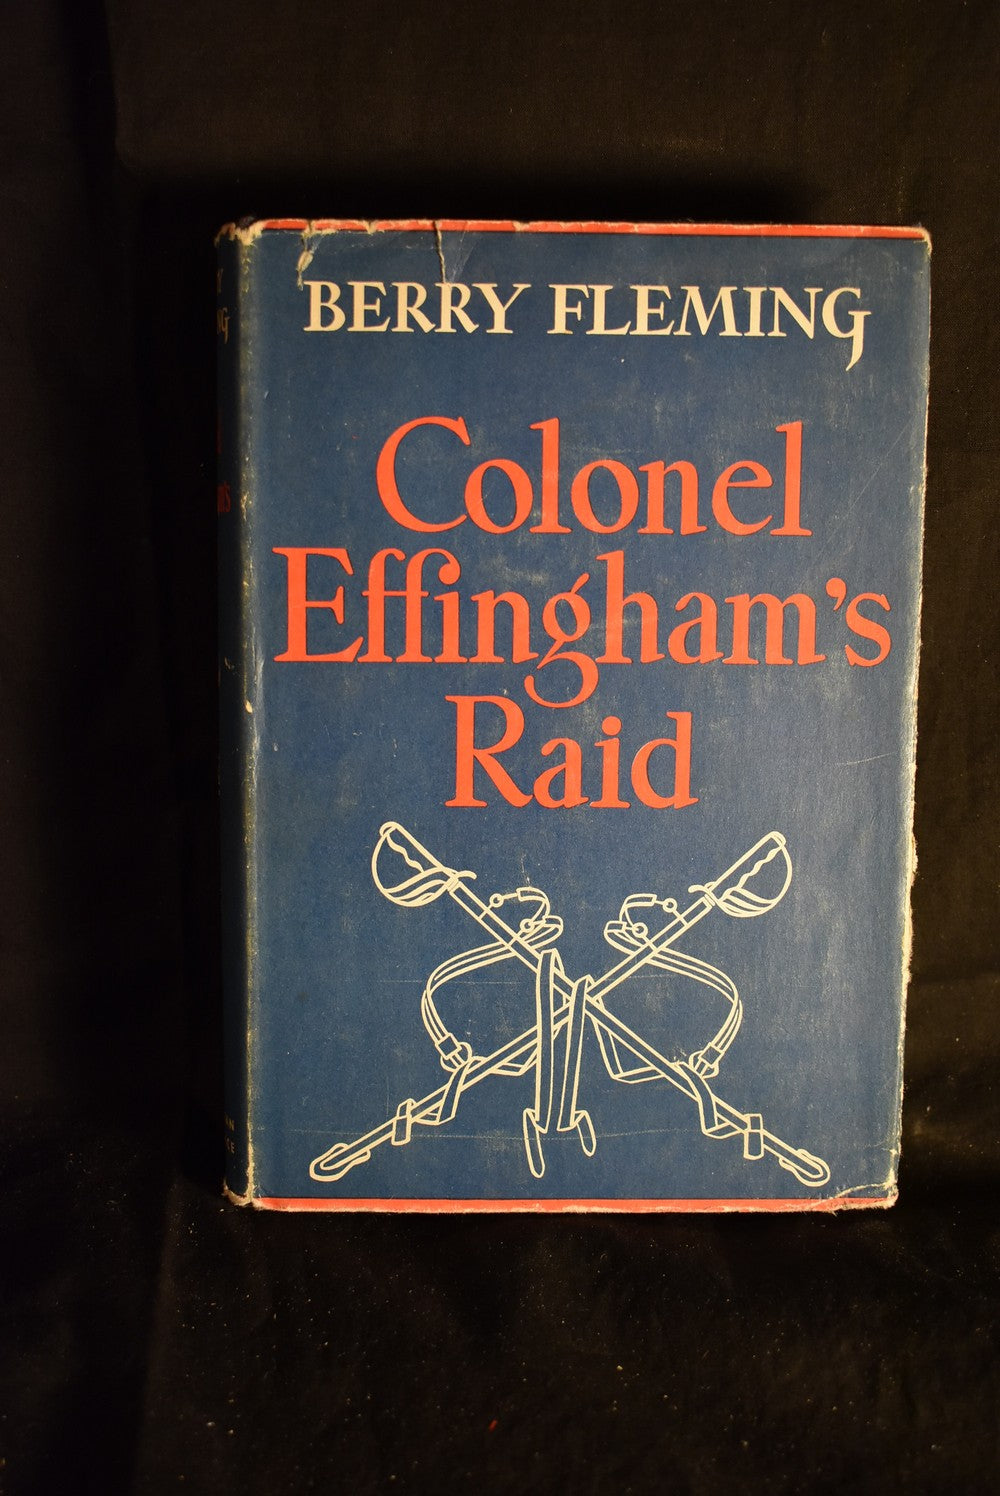 BERRY FLEMING
Colonel
Effingham's
Raid